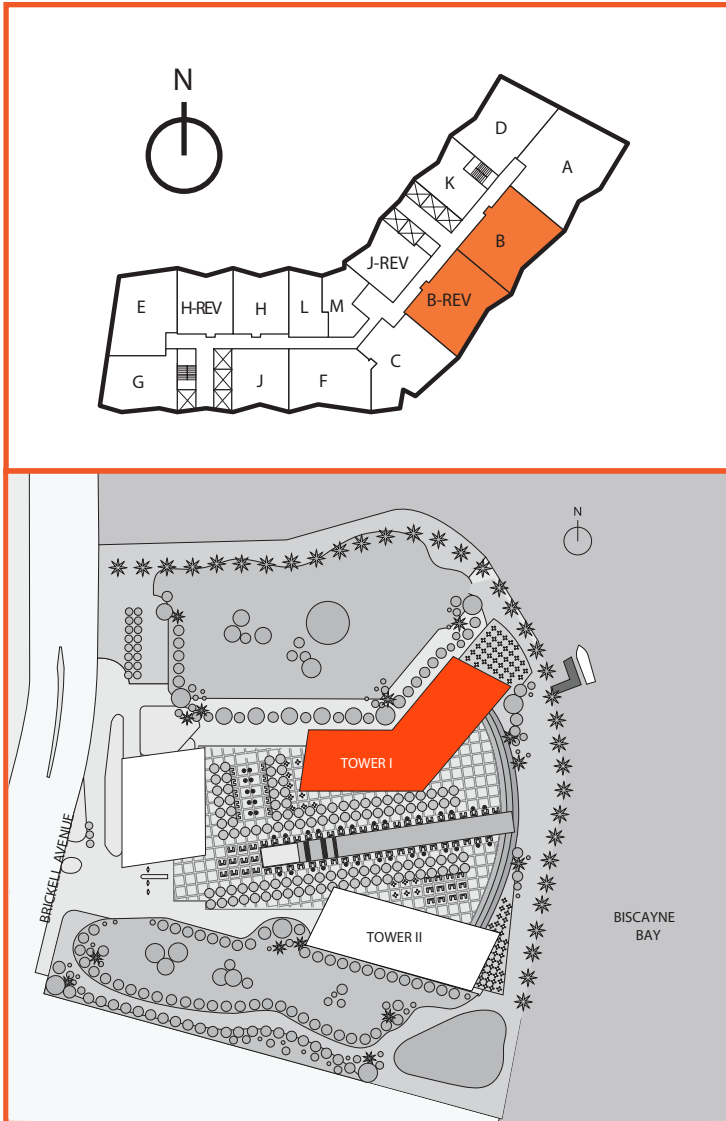 N
D
A
K
B
J-REV
B-REV
E
H-REV
H
L
M
C
G
J
F
N
TOWER I
BRICKELL AVENUE
BISCAYNE
BAY
TOWER II